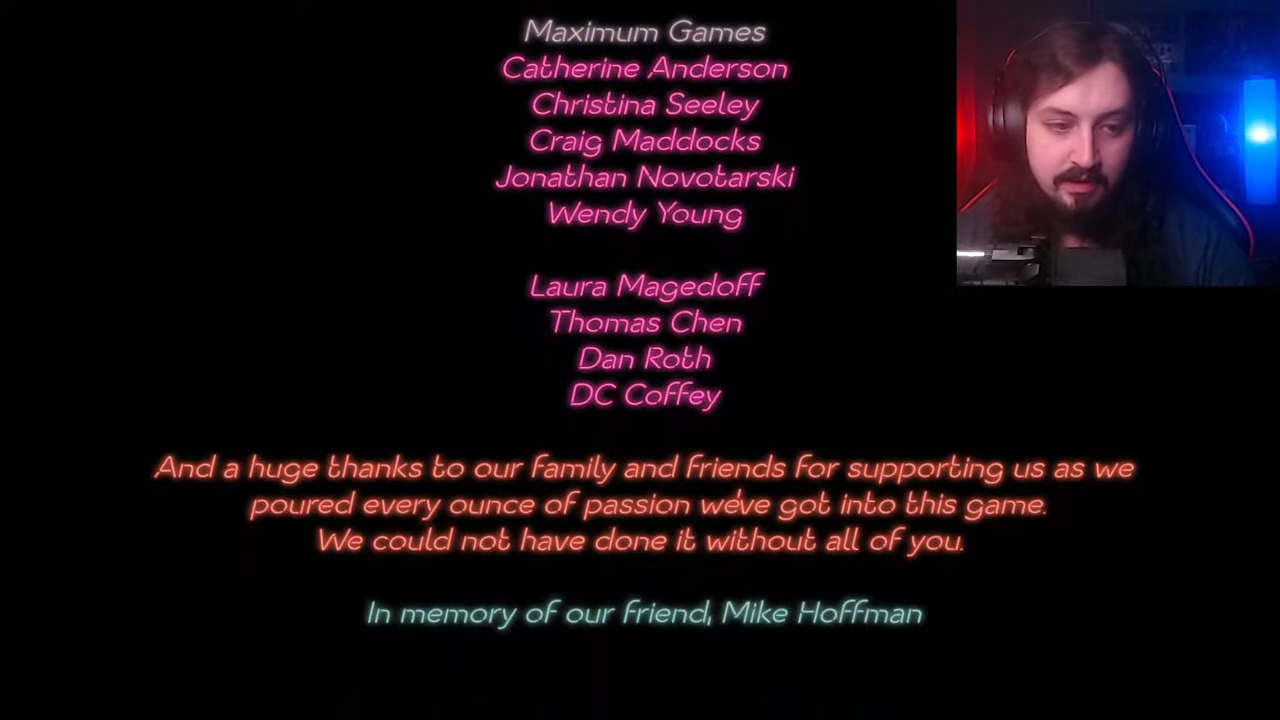 Maximum Games
Catherine Anderson
Christina Seeley
Craig Maddocks
Jonathan Novotarski
Wendy Young
Laura Magedoff
Thomas Chen
Dan Roth
DC Coffey
And a huge thanks to our family and friends for supporting us as we
poured every ounce of passion we've got into this game.
We could not have done it without all of you.
In memory of our friend, Mike Hoffman